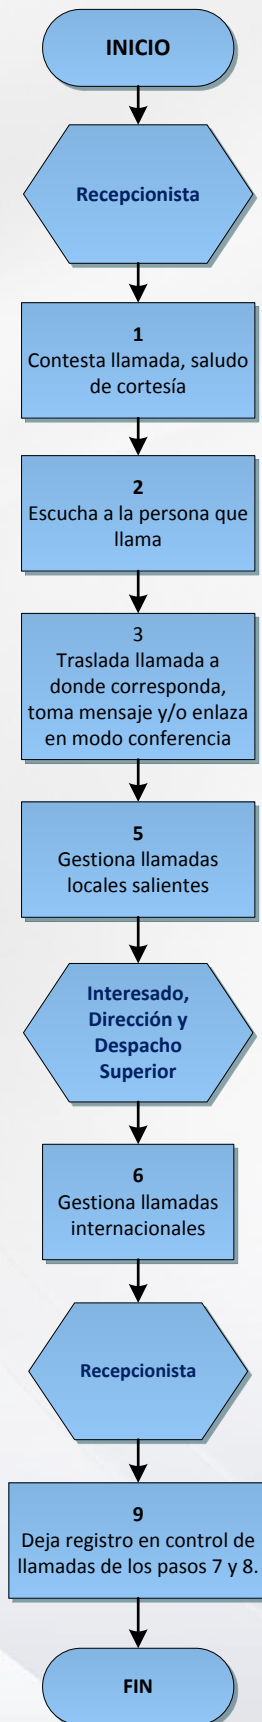 INICIO
Recepcionista
1
Contesta llamada, saludo
de cortesía
2
Escucha a la persona que
llama
3
Traslada llamada a
donde corresponda,
toma mensaje y/o enlaza
en modo conferencia
5
Gestiona llamadas
locales salientes
Interesado,
Dirección y
Despacho
Superior
6
Gestiona llamadas
internacionales
Recepcionista
9
Deja registro en control de
llamadas de los pasos 7 y 8.
FIN